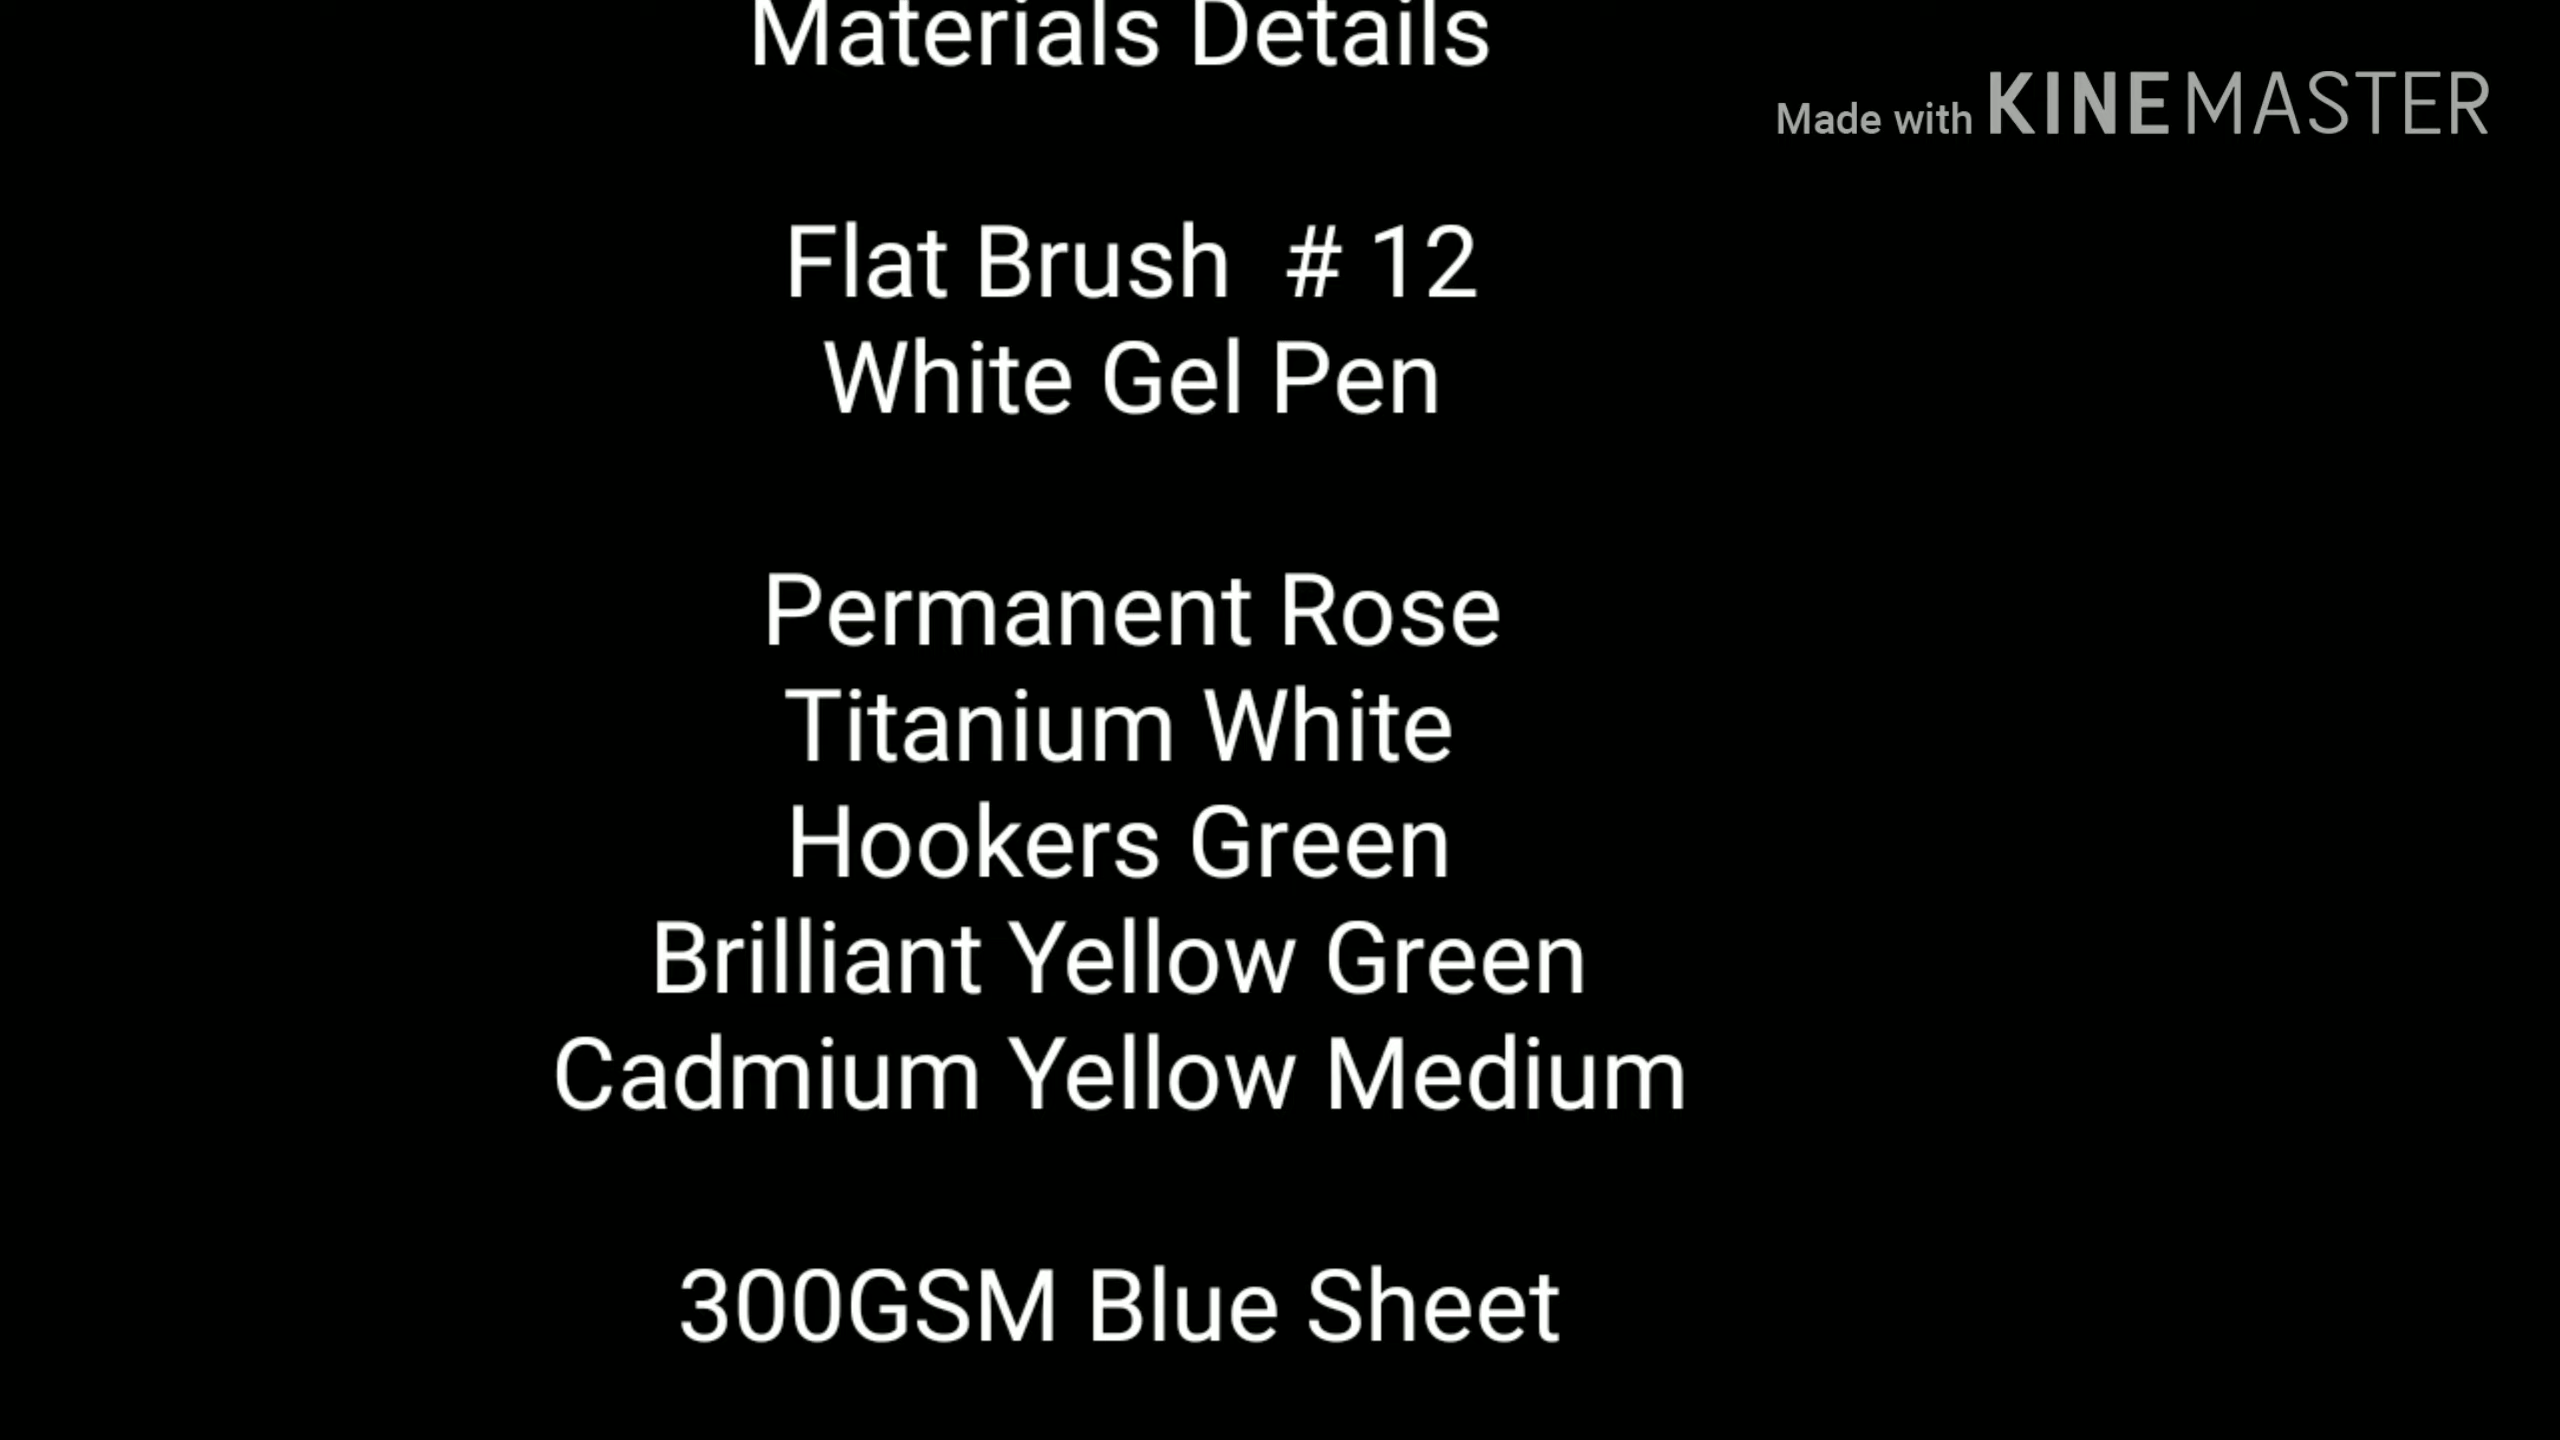 Materials Details
Made with KINEMASTER
Flat Brush  # 12
White Gel Pen
Permanent Rose
Titanium White
Hookers Green
Brilliant Yellow Green
Cadmium Yellow Medium
300GSM Blue Sheet